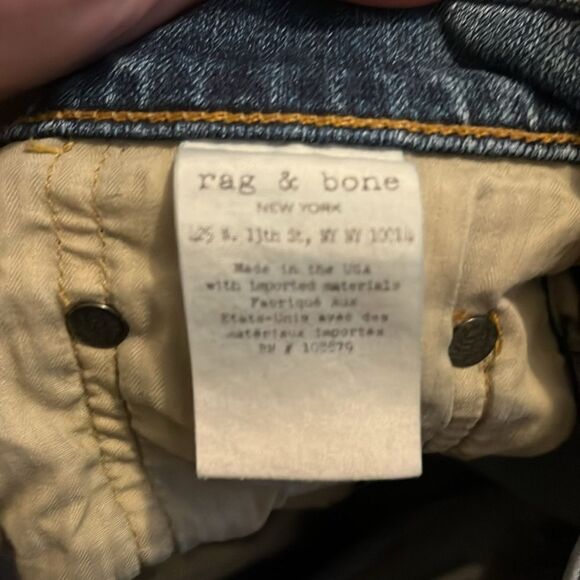 rag & bone
NEW YORK
425 W. 13th St, NY NY 10014
Made in the USA
with imported materials
Fabriqué aux
États-Unis avec des
matériaux importés
RN # 108879